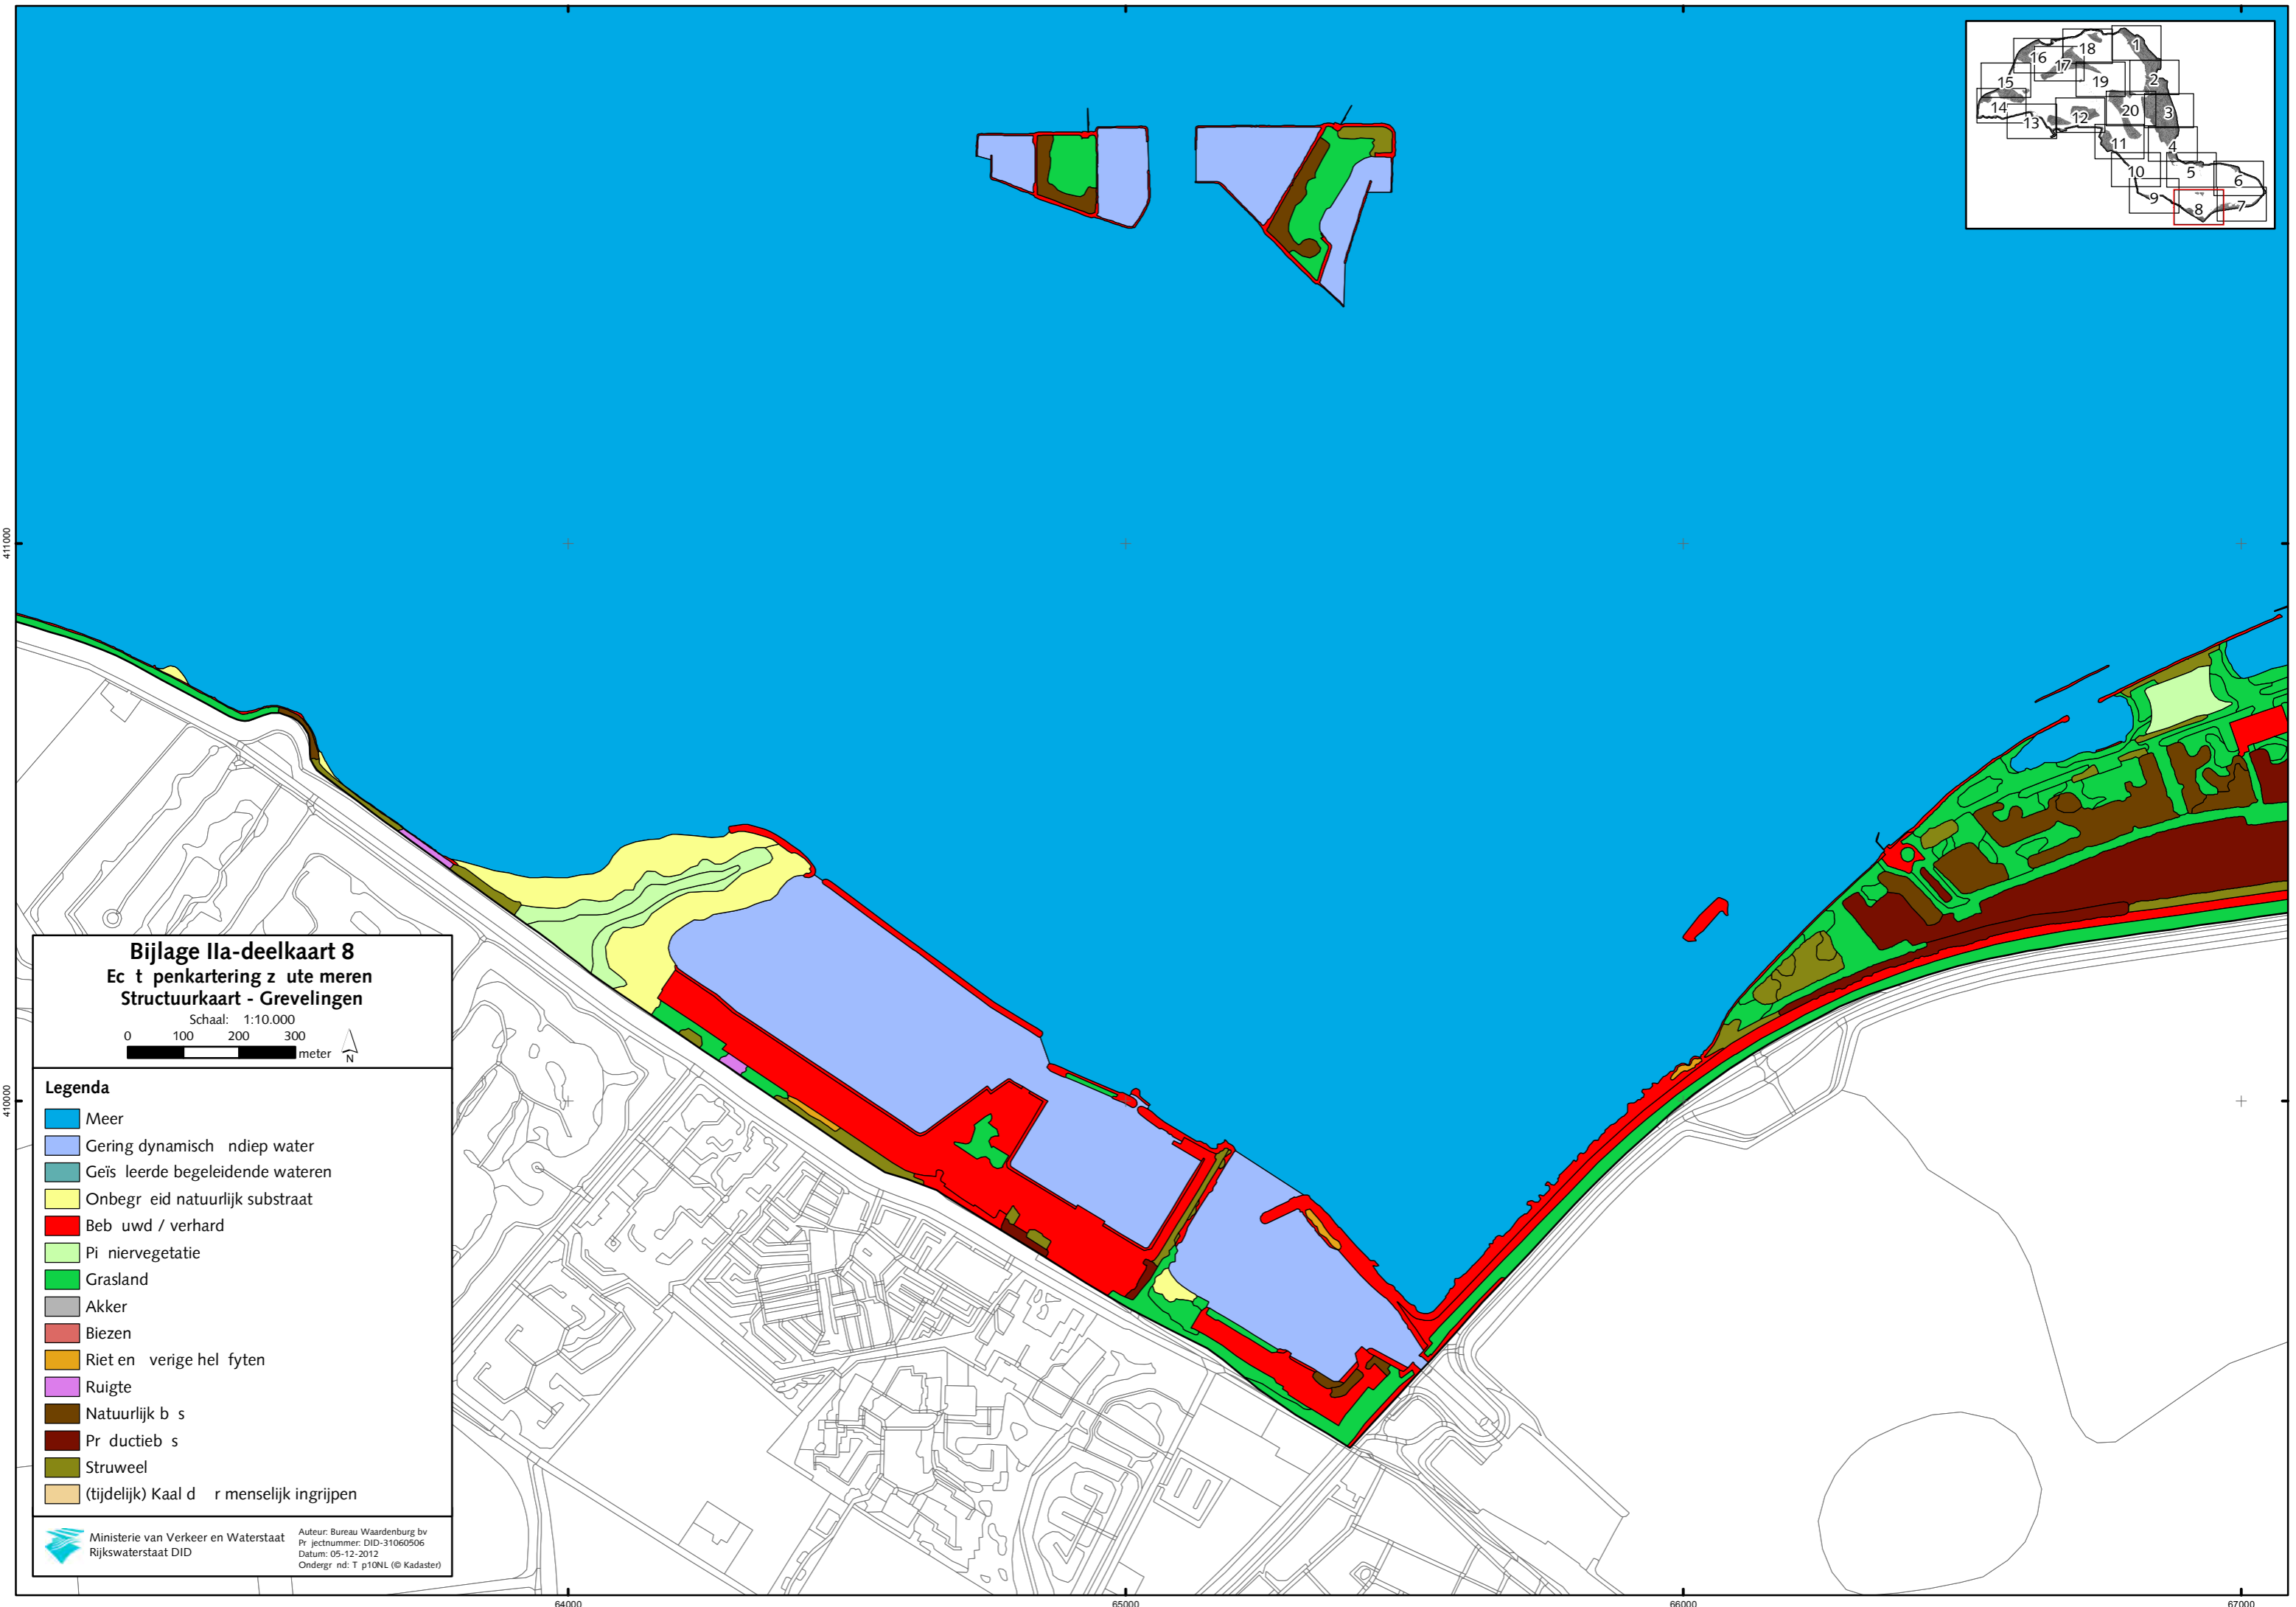 16
18
1
17
15
19
2
14
20
3
12
13
11
4
10
5
6
9
8
7
411000
410000
Bijlage IIa-deelkaart 8
Ec t penkartering z ute meren
Structuurkaart - Grevelingen
Schaal: 1:10.000
0 100 200 300
meter
N
Legenda
Meer
Gering dynamisch ndiep water
Geïs leerde begeleidende wateren
Onbegr eid natuurlijk substraat
Beb uwd / verhard
Pi niervegetatie
Grasland
Akker
Biezen
Riet en verige hel fyten
Ruigte
Natuurlijk b s
Pr ductieb s
Struweel
(tijdelijk) Kaal d r menselijk ingrijpen
Ministerie van Verkeer en Waterstaat
Rijkswaterstaat DID
Auteur: Bureau Waardenburg bv
Pr jectnummer: DID-31060506
Datum: 05-12-2012
Ondergr nd: T p10NL (© Kadaster)
64000 65000 66000 67000